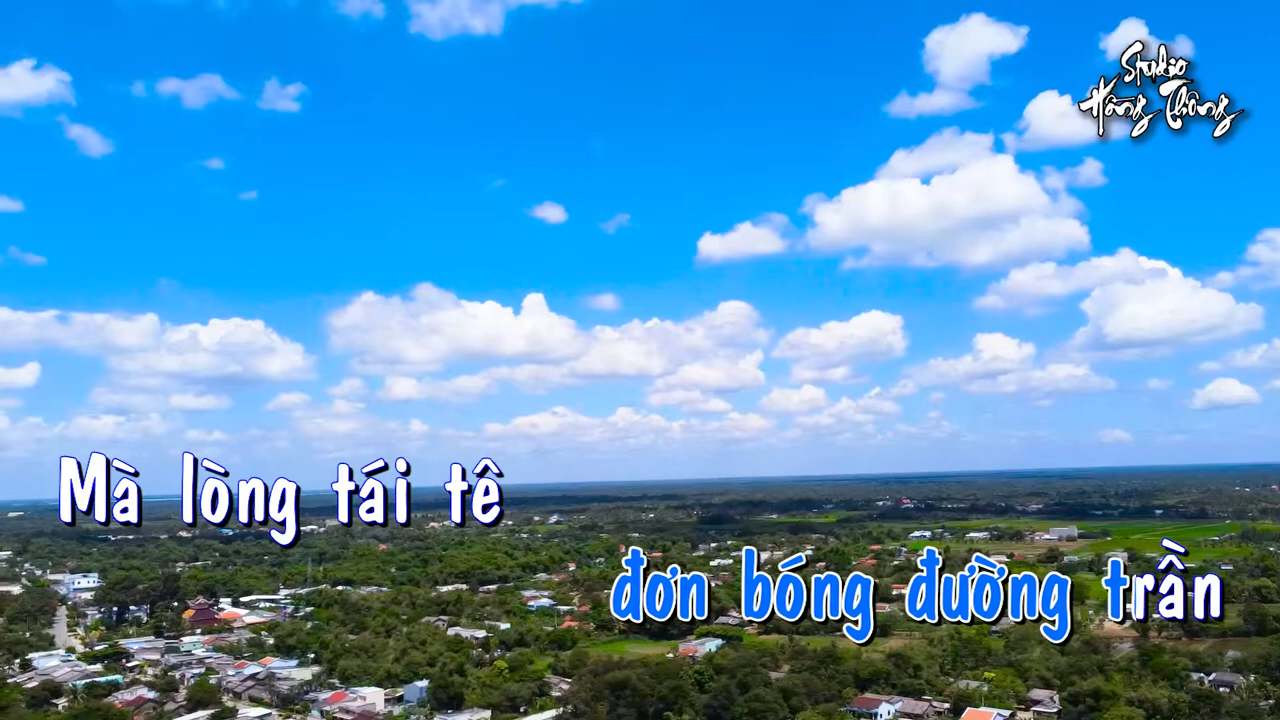 Studio
Hồng Thông
Mà lòng tái tê
đơn bóng đường trần